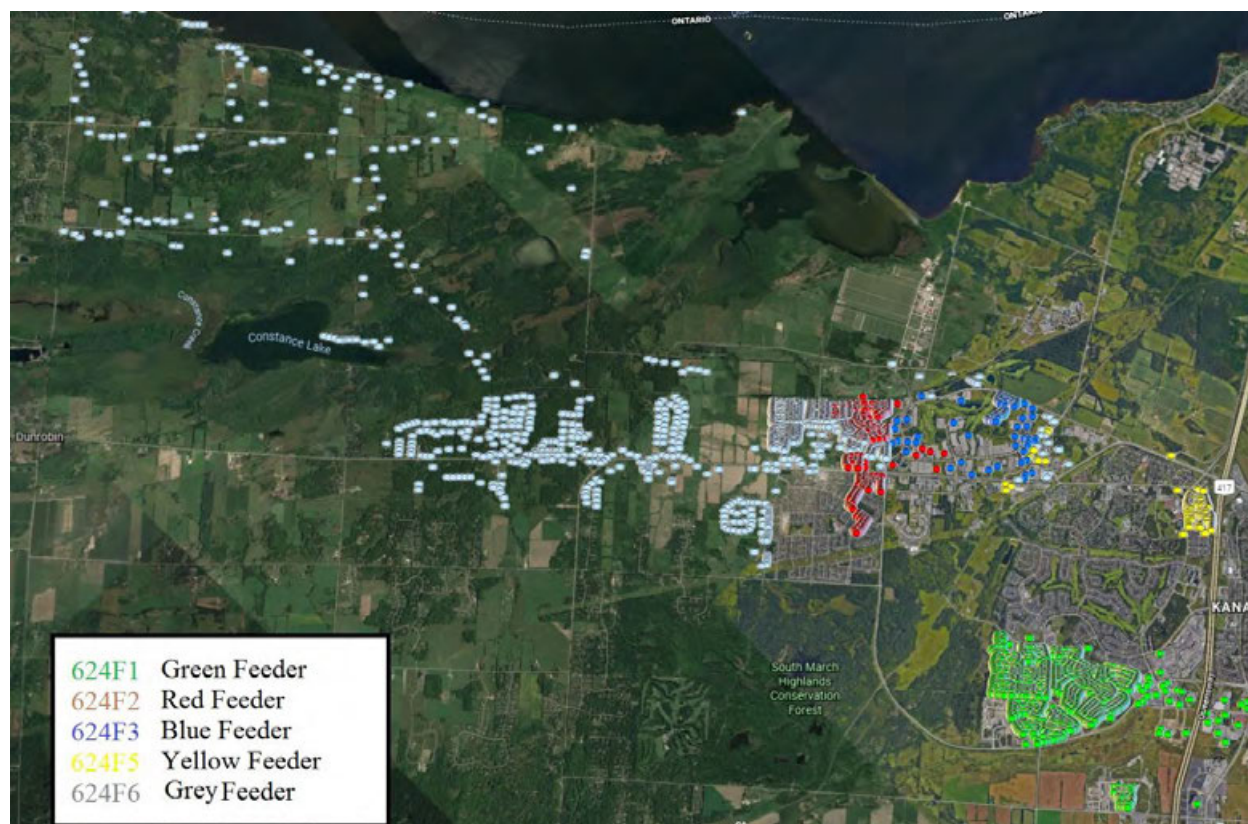 ONTARIO
ONTARIO
Constance Lake
Dunrobin
417
KANA
South March
Highlands
Conservation
Forest
624F1 Green Feeder
624F2 Red Feeder
624F3 Blue Feeder
624F5 Yellow Feeder
624F6 Grey Feeder